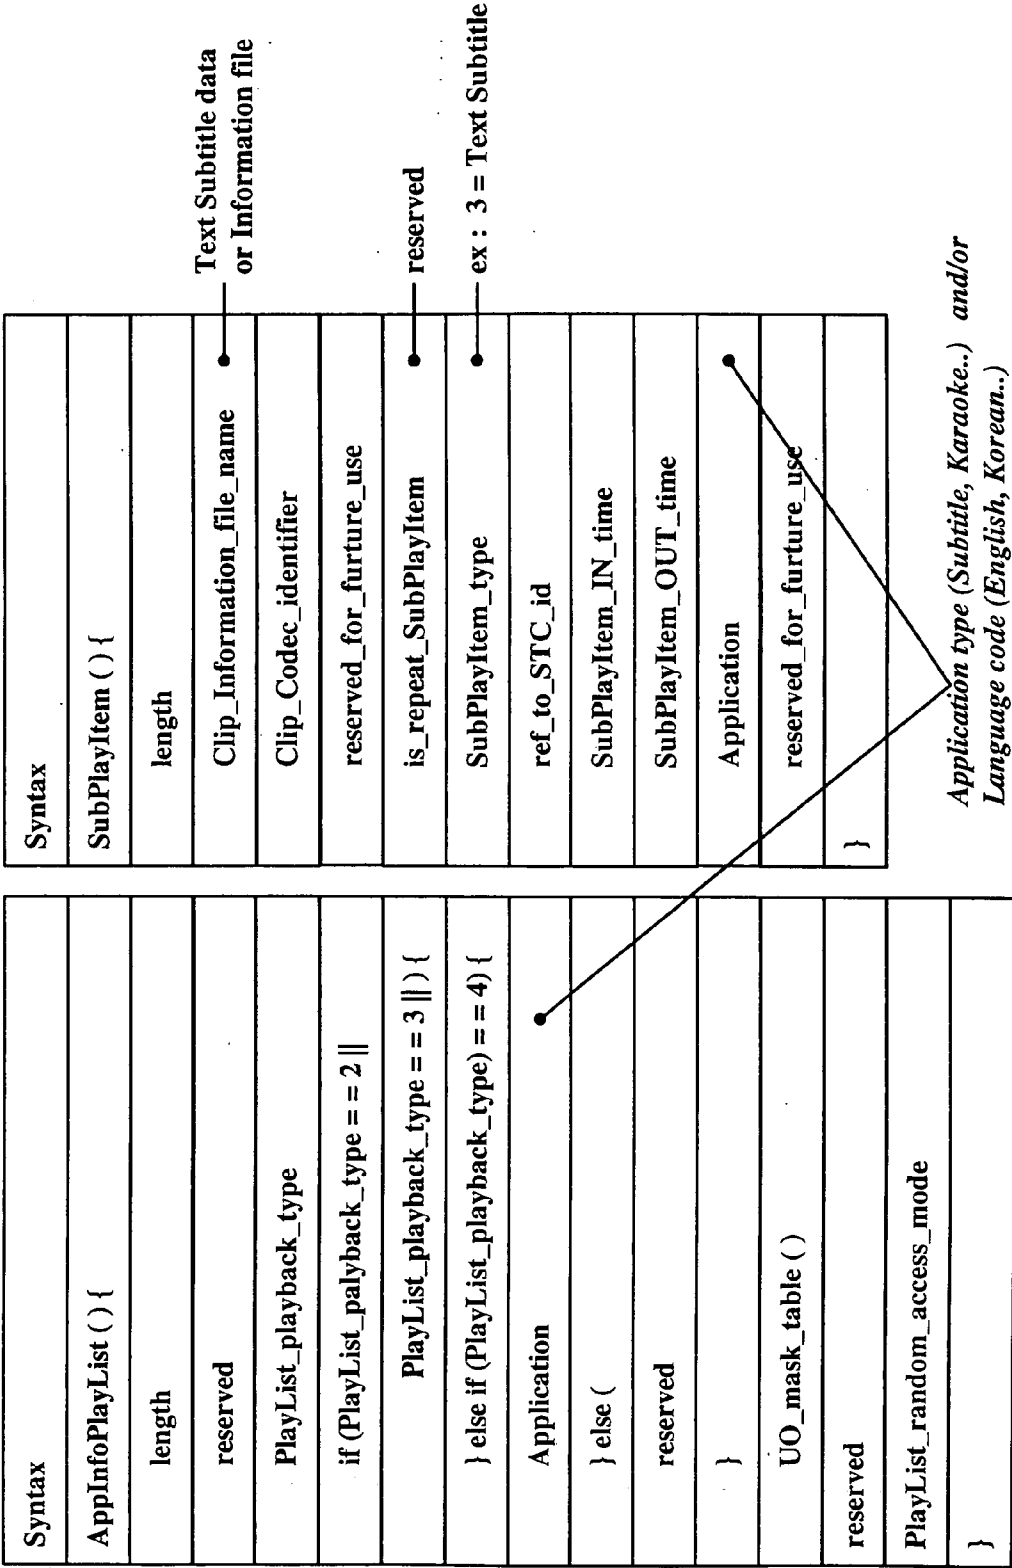 Syntax
AppInfoPlayList ( ) {
length
reserved
PlayList_playback_type
if (PlayList_palyback_type = = 2 ||
PlayList_playback_type = = 3 || ) {
} else if (PlayList_playback_type) = = 4) {
Application
} else (
reserved
}
UO_mask_table ( )
reserved
PlayList_random_access_mode
}
Syntax
SubPlayItem ( ) {
length
Clip_Information_file_name
Clip_Codec_identifier
reserved_for_furture_use
is_repeat_SubPlayItem
SubPlayItem_type
ref_to_STC_id
SubPlayItem_IN_time
SubPlayItem_OUT_time
Application
reserved_for_furture_use
}
Text Subtitle data
or Information file
reserved
ex : 3 = Text Subtitle
Application type (Subtitle, Karaoke..) and/or
Language code (English, Korean..)